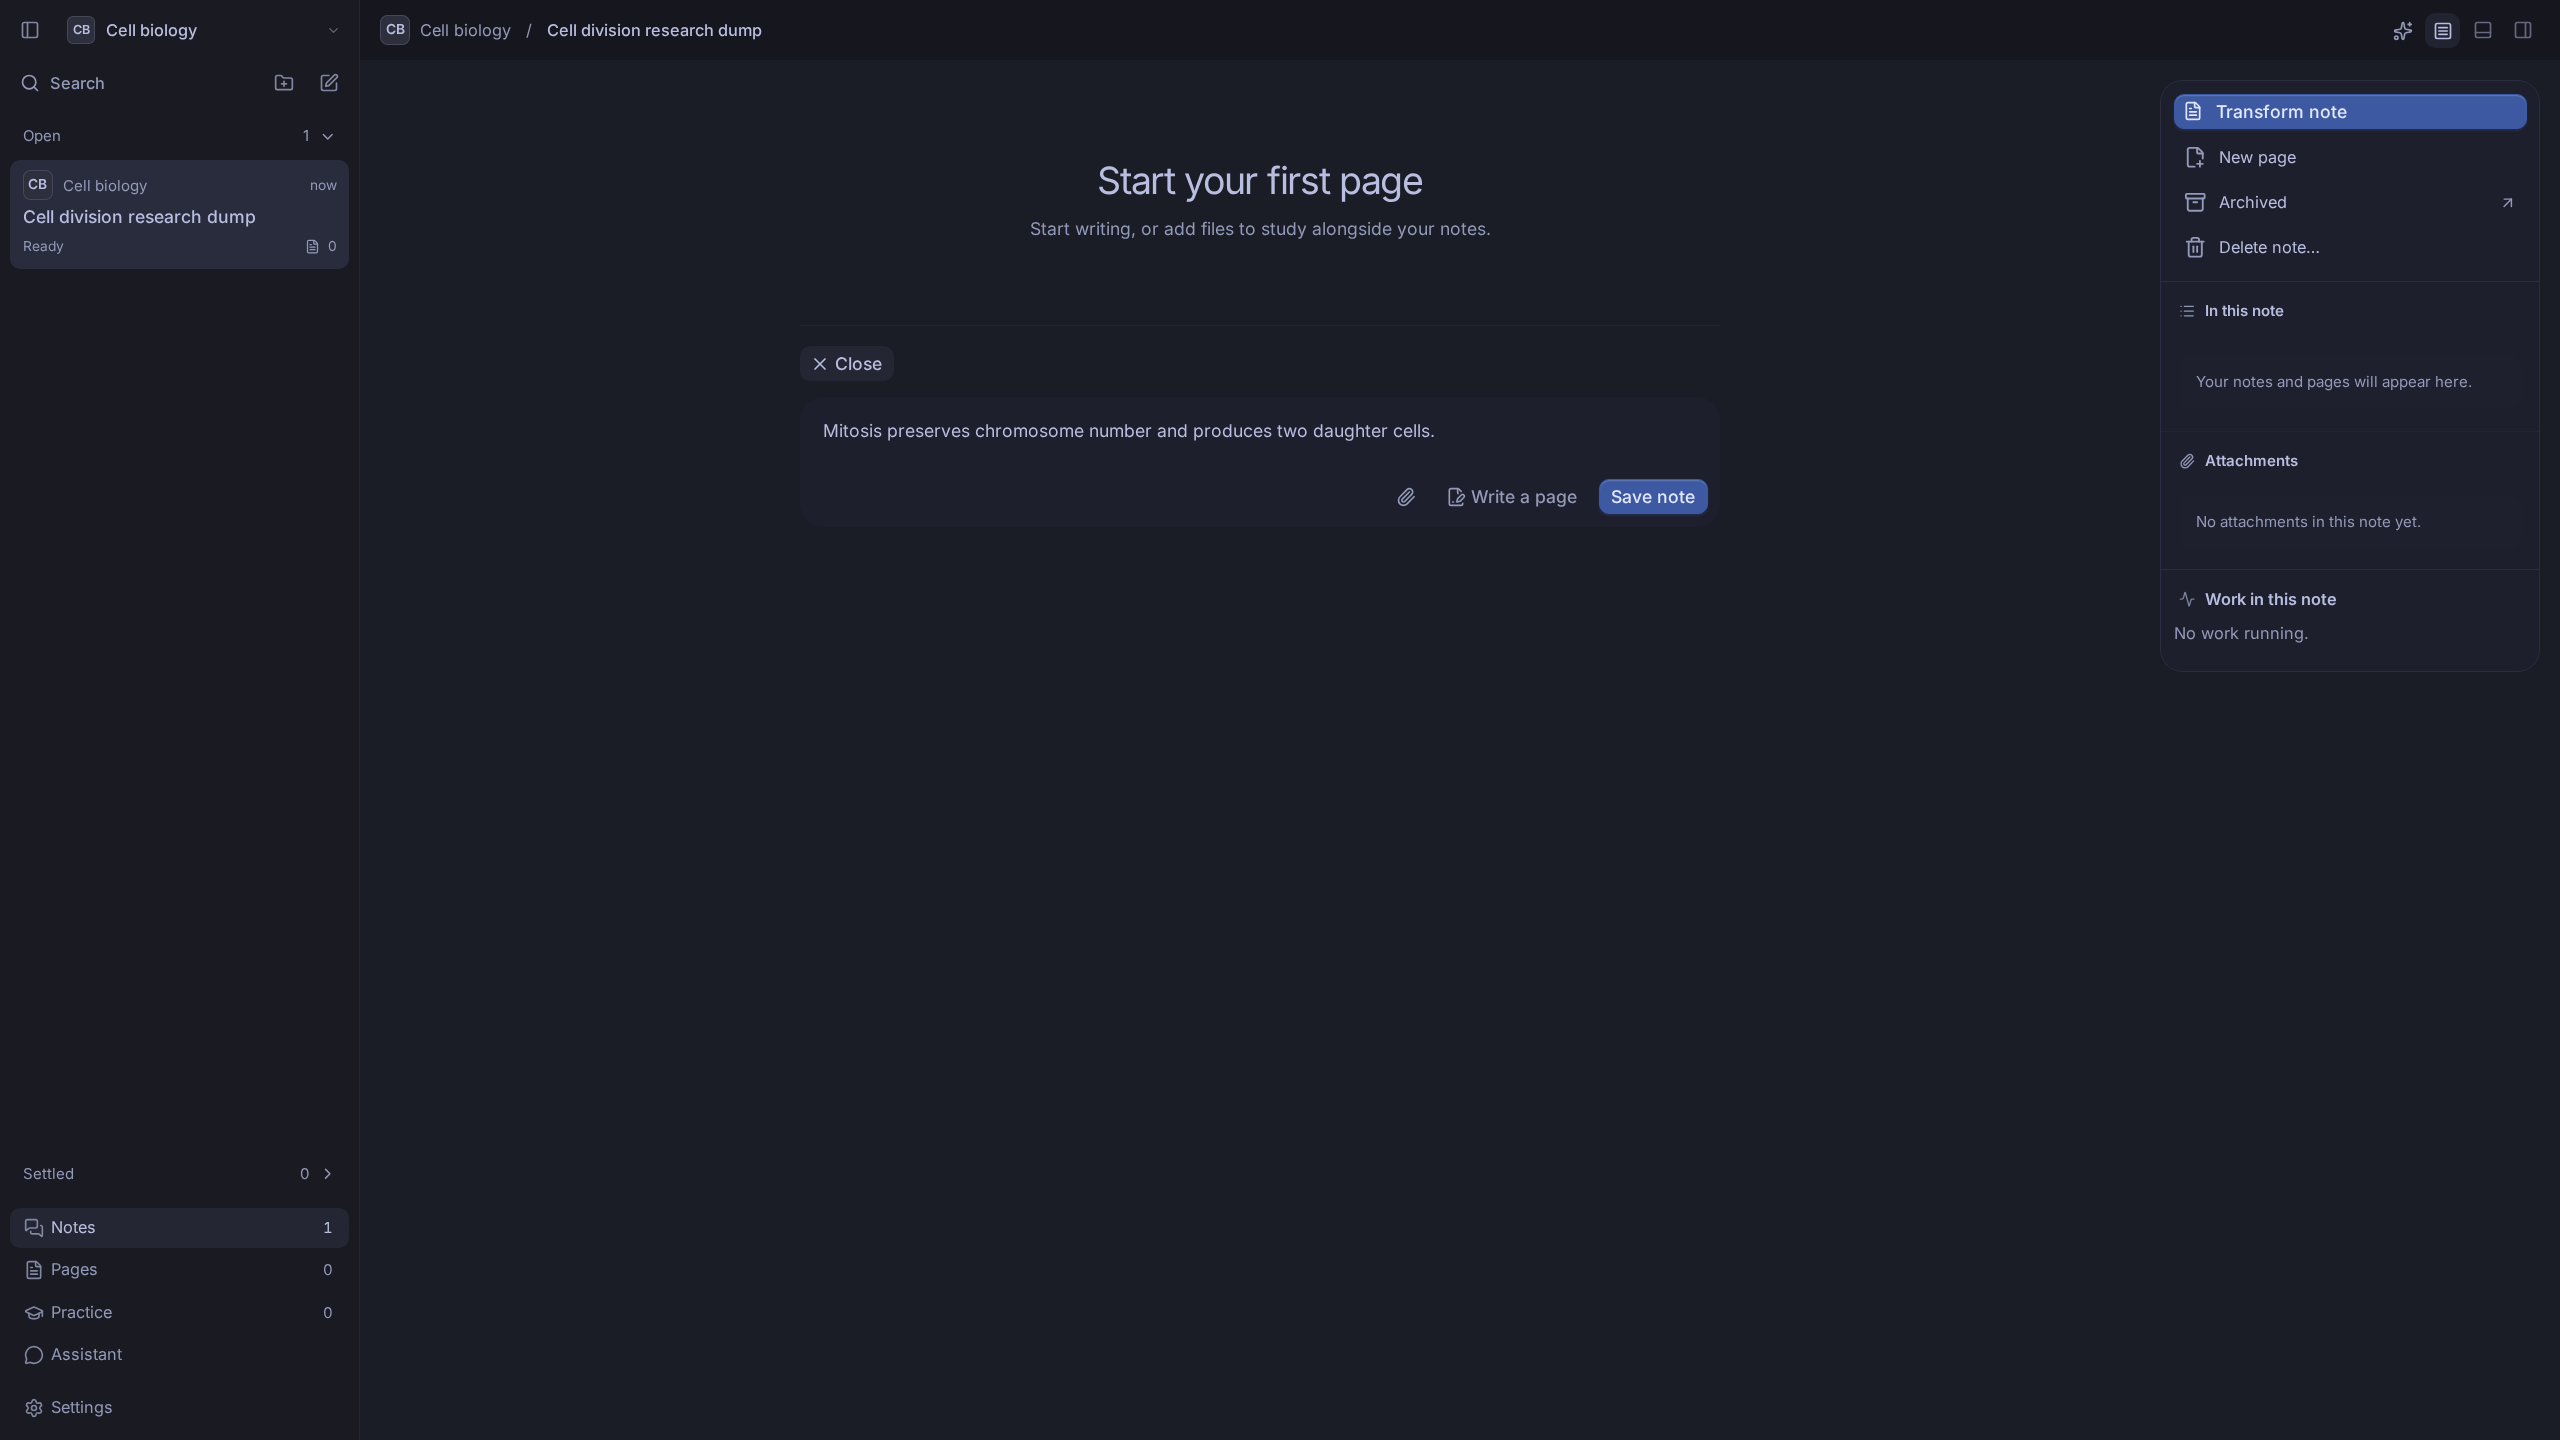 CB Cell biology
Search
Open 1
CB Cell biology now
Cell division research dump
Ready 0
Settled 0
Notes 1
Pages 0
Practice 0
Assistant
Settings
CB Cell biology / Cell division research dump
Start your first page
Start writing, or add files to study alongside your notes.
Close
Mitosis preserves chromosome number and produces two daughter cells.
Write a page Save note
Transform note
New page
Archived
Delete note...
In this note
Your notes and pages will appear here.
Attachments
No attachments in this note yet.
Work in this note
No work running.